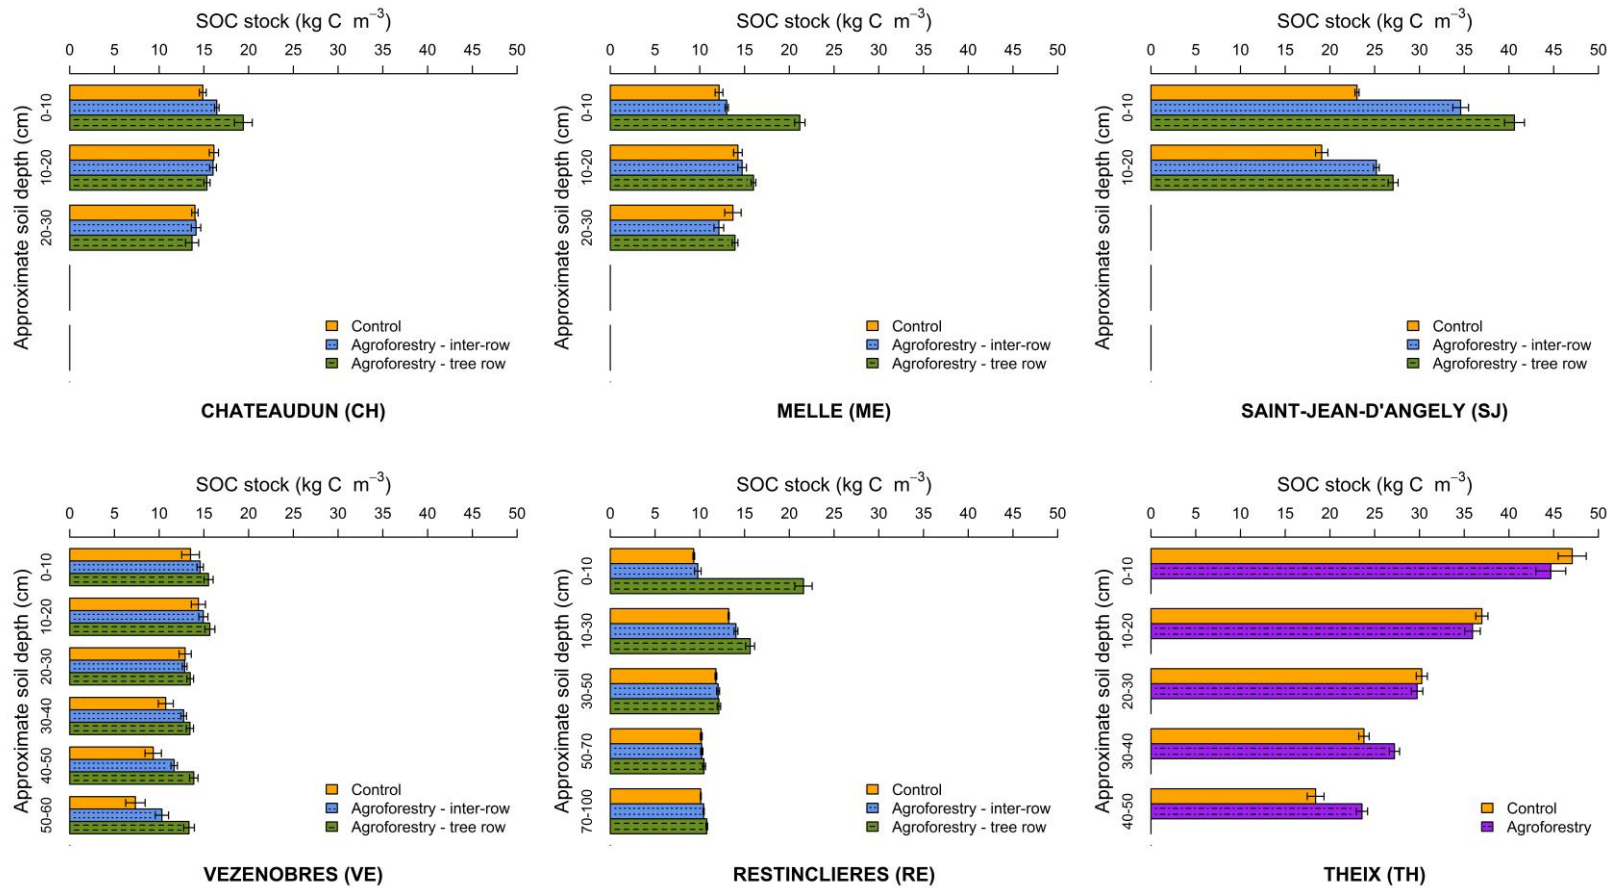 SOC stock (kg C m⁻³)
0 5 10 15 20 25 30 35 40 45 50
Approximate soil depth (cm)
0-10
10-20
20-30
Control
Agroforestry - inter-row
Agroforestry - tree row
CHATEAUDUN (CH)
SOC stock (kg C m⁻³)
0 5 10 15 20 25 30 35 40 45 50
Approximate soil depth (cm)
0-10
10-20
20-30
Control
Agroforestry - inter-row
Agroforestry - tree row
MELLE (ME)
SOC stock (kg C m⁻³)
0 5 10 15 20 25 30 35 40 45 50
Approximate soil depth (cm)
0-10
10-20
Control
Agroforestry - inter-row
Agroforestry - tree row
SAINT-JEAN-D'ANGELY (SJ)
SOC stock (kg C m⁻³)
0 5 10 15 20 25 30 35 40 45 50
Approximate soil depth (cm)
0-10
10-20
20-30
30-40
40-50
50-60
Control
Agroforestry - inter-row
Agroforestry - tree row
VEZENOBRES (VE)
SOC stock (kg C m⁻³)
0 5 10 15 20 25 30 35 40 45 50
Approximate soil depth (cm)
0-10
10-30
30-50
50-70
70-100
Control
Agroforestry - inter-row
Agroforestry - tree row
RESTINCLIERES (RE)
SOC stock (kg C m⁻³)
0 5 10 15 20 25 30 35 40 45 50
Approximate soil depth (cm)
0-10
10-20
20-30
30-40
40-50
Control
Agroforestry
THEIX (TH)